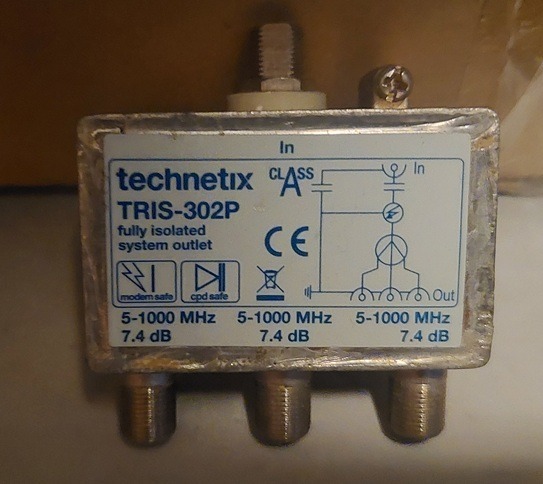 In
technetix
CLASS
A
In
TRIS-302P
fully isolated
system outlet
CE
modem safe
cpd safe
Out
5-1000 MHz 5-1000 MHz 5-1000 MHz
7.4 dB 7.4 dB 7.4 dB